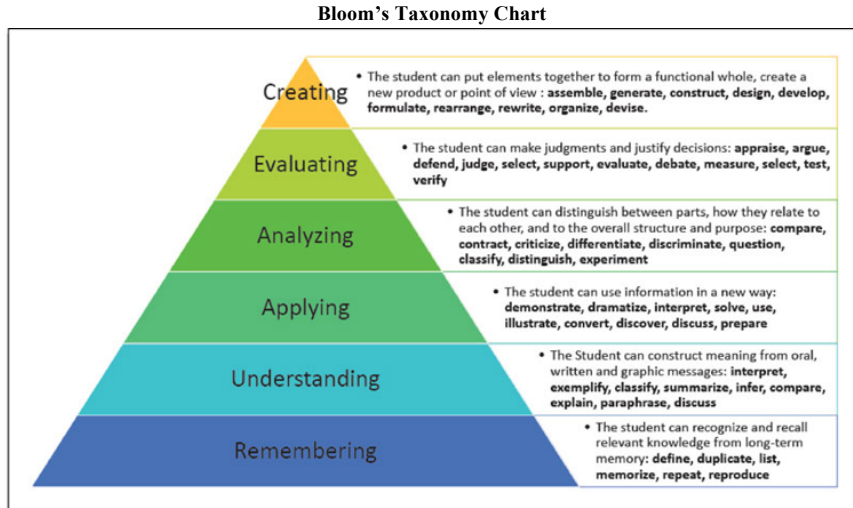 Bloom's Taxonomy Chart
Creating
• The student can put elements together to form a functional whole, create a
new product or point of view : assemble, generate, construct, design, develop,
formulate, rearrange, rewrite, organize, devise.
Evaluating
• The student can make judgments and justify decisions: appraise, argue,
defend, judge, select, support, evaluate, debate, measure, select, test,
verify
Analyzing
• The student can distinguish between parts, how they relate to
each other, and to the overall structure and purpose: compare,
contract, criticize, differentiate, discriminate, question,
classify, distinguish, experiment
Applying
• The student can use information in a new way:
demonstrate, dramatize, interpret, solve, use,
illustrate, convert, discover, discuss, prepare
Understanding
• The Student can construct meaning from oral,
written and graphic messages: interpret,
exemplify, classify, summarize, infer, compare,
explain, paraphrase, discuss
Remembering
• The student can recognize and recall
relevant knowledge from long-term
memory: define, duplicate, list,
memorize, repeat, reproduce